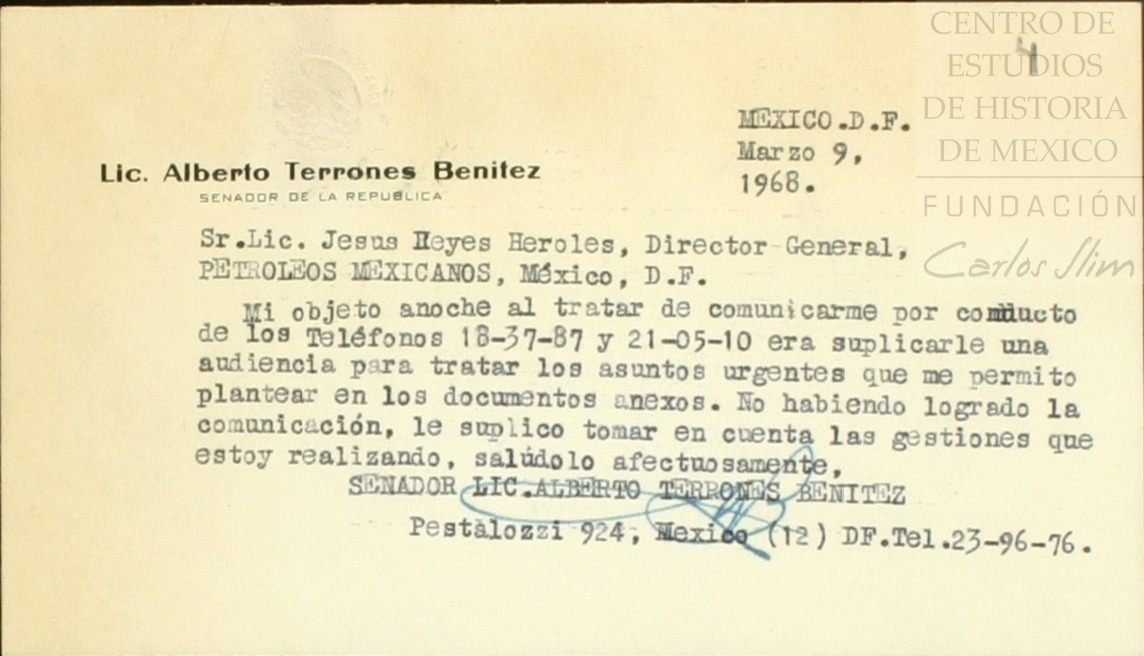 CENTRO DE
ESTUDIOS
DE HISTORIA
DE MEXICO
FUNDACIÓN
Carlos Slim
4
MEXICO.D.F.
Marzo 9,
1968.
Lic. Alberto Terrones Benitez
SENADOR DE LA REPUBLICA
Sr.Lic. Jesus Reyes Heroles, Director General,
PETROLEOS MEXICANOS, México, D.F.
Mi objeto anoche al tratar de comunicarme por conducto
de los Teléfonos 18-37-87 y 21-05-10 era suplicarle una
audiencia para tratar los asuntos urgentes que me permito
plantear en los documentos anexos. No habiendo logrado la
comunicación, le suplico tomar en cuenta las gestiones que
estoy realizando, salúdolo afectuosamente,
SENADOR LIC.ALBERTO TERRONES BENITEZ
Pestalozzi 924, Mexico (12) DF.Tel.23-96-76.